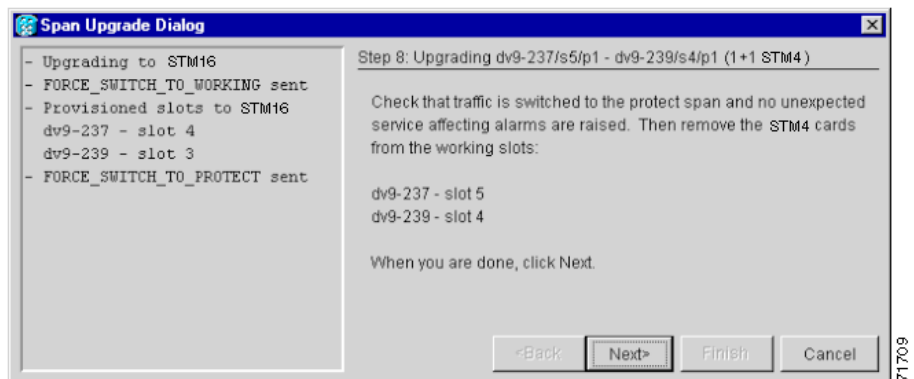 Span Upgrade Dialog
- Upgrading to STM16
- FORCE_SWITCH_TO_WORKING sent
- Provisioned slots to STM16
dv9-237 - slot 4
dv9-239 - slot 3
- FORCE_SWITCH_TO_PROTECT sent
Step 8: Upgrading dv9-237/s5/p1 - dv9-239/s4/p1 (1+1 STM4)
Check that traffic is switched to the protect span and no unexpected
service affecting alarms are raised. Then remove the STM4 cards
from the working slots:
dv9-237 - slot 5
dv9-239 - slot 4
When you are done, click Next.
<Back
Next>
Finish
Cancel
71709